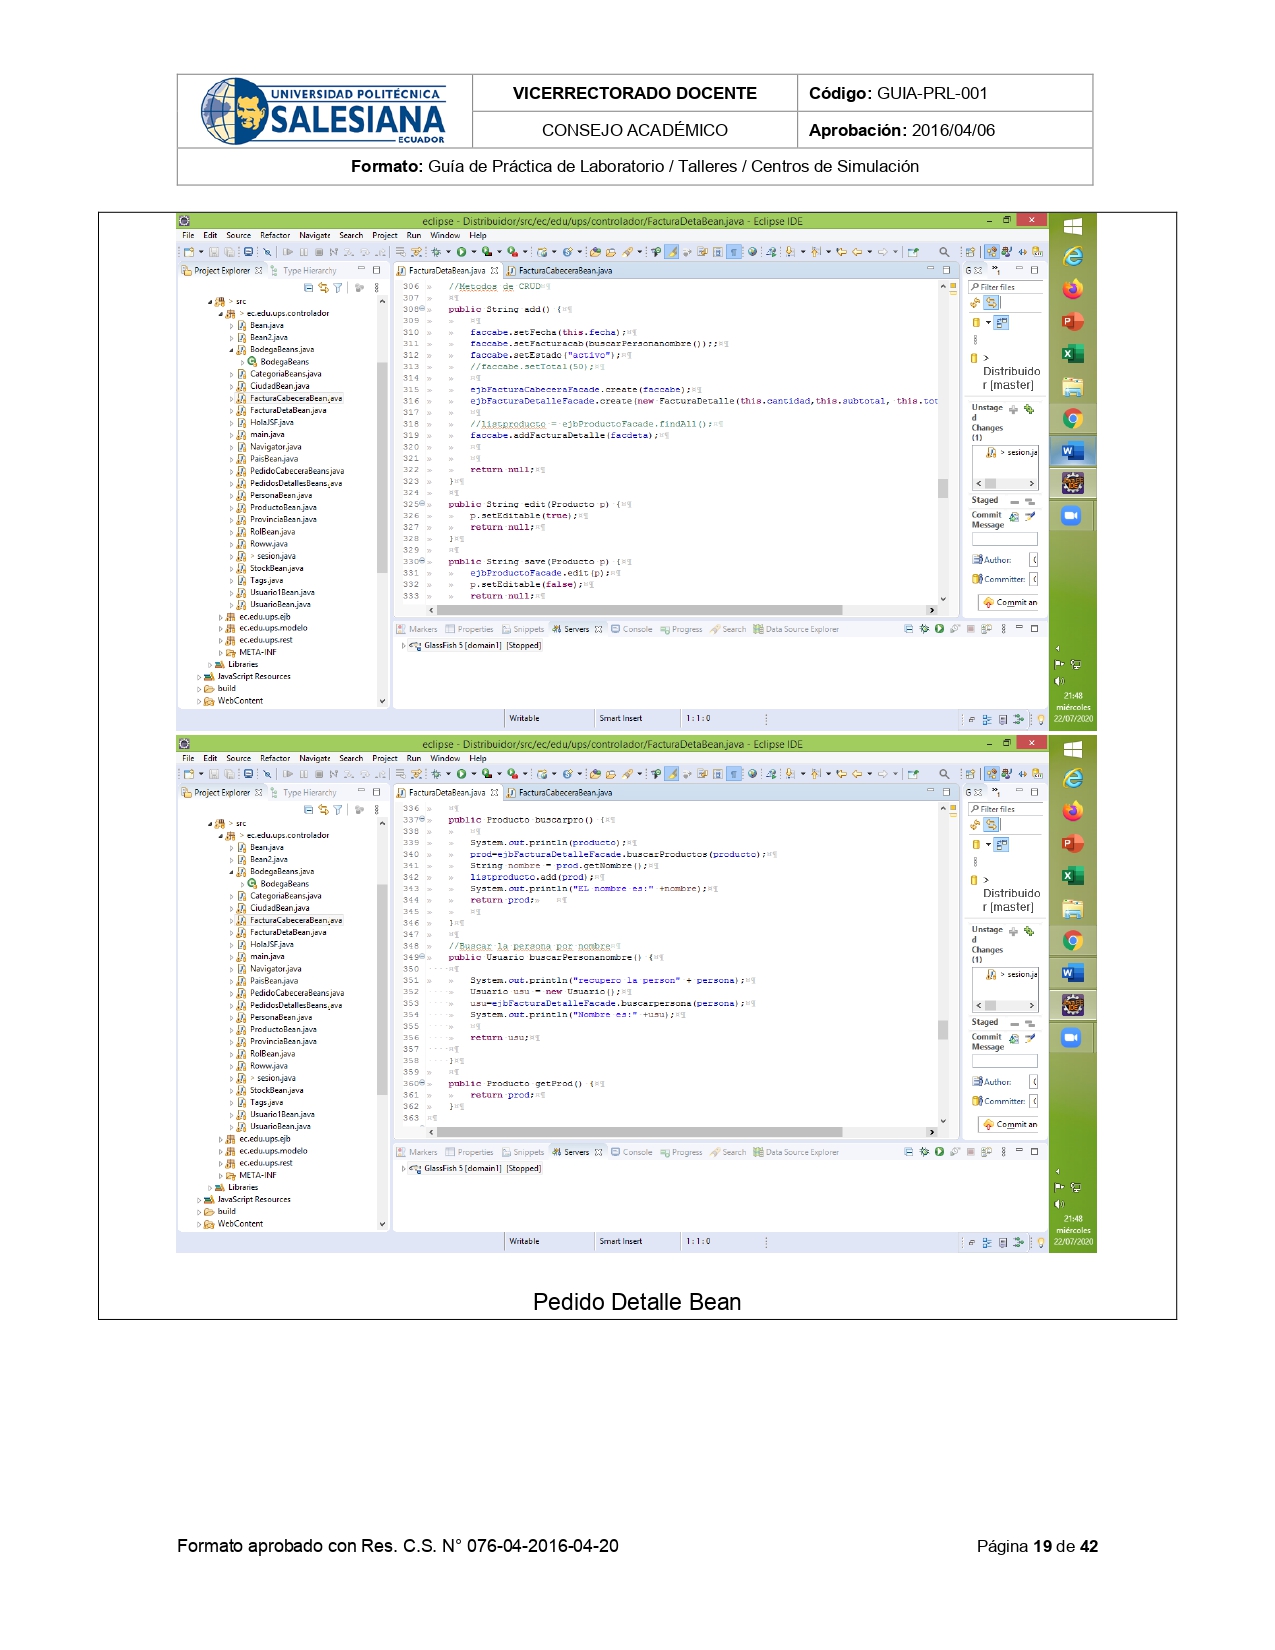 UNIVERSIDAD POLITÉCNICA
SALESIANA
ECUADOR
VICERRECTORADO DOCENTE
Código: GUIA-PRL-001
CONSEJO ACADÉMICO
Aprobación: 2016/04/06
Formato: Guía de Práctica de Laboratorio / Talleres / Centros de Simulación
eclipse - Distribuidor/src/ec/edu/ups/controlador/FacturaDetaBean.java - Eclipse IDE
File Edit Source Refactor Navigate Search Project Run Window Help
Project Explorer Type Hierarchy
> src
> ec.edu.ups.controlador
Bean.java
Bean2.java
BodegaBeans.java
BodegaBeans
CategoriaBeans.java
CiudadBean.java
FacturaCabeceraBean.java
FacturaDetaBean.java
HolaJSF.java
main.java
Navigator.java
PaisBean.java
PedidoCabeceraBeans.java
PedidosDetallesBeans.java
PersonaBean.java
ProductoBean.java
ProvinciaBean.java
RolBean.java
Roww.java
> sesion.java
StockBean.java
Tags.java
Usuario1Bean.java
UsuarioBean.java
ec.edu.ups.ejb
ec.edu.ups.modelo
ec.edu.ups.rest
META-INF
Libraries
JavaScript Resources
build
WebContent
FacturaDetaBean.java FacturaCabeceraBean.java
306 //Metodos de CRUD
307
308 public String add() {
309
310 faccabe.setFecha(this.fecha);
311 faccabe.setFacturacab(buscarPersonanombre());;
312 faccabe.setEstado("activo");
313 //faccabe.setTotal(50);
314
315 ejbFacturaCabeceraFacade.create(faccabe);
316 ejbFacturaDetalleFacade.create(new FacturaDetalle(this.cantidad,this.subtotal, this.tot
317
318 //listproducto = ejbProductoFacade.findAll();
319 faccabe.addFacturaDetalle(facdeta);
320
321
322 return null;
323 }
324
325 public String edit(Producto p) {
326 p.setEditable(true);
327 return null;
328 }
329
330 public String save(Producto p) {
331 ejbProductoFacade.edit(p);
332 p.setEditable(false);
333 return null;
Markers Properties Snippets Servers Console Progress Search Data Source Explorer
GlassFish 5 [domain1] [Stopped]
Writable Smart Insert 1 : 1 : 0
Filter files
>
Distribuido
r [master]
Unstage
d
Changes
(1)
> sesion.ja
Staged
Commit
Message
Author:
Committer:
Commit an
21:48
miércoles
22/07/2020
eclipse - Distribuidor/src/ec/edu/ups/controlador/FacturaDetaBean.java - Eclipse IDE
File Edit Source Refactor Navigate Search Project Run Window Help
Project Explorer Type Hierarchy
> src
> ec.edu.ups.controlador
Bean.java
Bean2.java
BodegaBeans.java
BodegaBeans
CategoriaBeans.java
CiudadBean.java
FacturaCabeceraBean.java
FacturaDetaBean.java
HolaJSF.java
main.java
Navigator.java
PaisBean.java
PedidoCabeceraBeans.java
PedidosDetallesBeans.java
PersonaBean.java
ProductoBean.java
ProvinciaBean.java
RolBean.java
Roww.java
> sesion.java
StockBean.java
Tags.java
Usuario1Bean.java
UsuarioBean.java
ec.edu.ups.ejb
ec.edu.ups.modelo
ec.edu.ups.rest
META-INF
Libraries
JavaScript Resources
build
WebContent
FacturaDetaBean.java FacturaCabeceraBean.java
336
337 public Producto buscarpro() {
338
339 System.out.println(producto);
340 prod=ejbFacturaDetalleFacade.buscarProductos(producto);
341 String nombre = prod.getNombre();
342 listproducto.add(prod);
343 System.out.println("EL nombre es:" +nombre);
344 return prod;
345
346 }
347
348 //Buscar la persona por nombre
349 public Usuario buscarPersonanombre() {
350
351 System.out.println("recupero la person" + persona);
352 Usuario usu = new Usuario();
353 usu=ejbFacturaDetalleFacade.buscarpersona(persona);
354 System.out.println("Nombre es:" +usu);
355
356 return usu;
357
358 }
359
360 public Producto getProd() {
361 return prod;
362 }
363
Markers Properties Snippets Servers Console Progress Search Data Source Explorer
GlassFish 5 [domain1] [Stopped]
Writable Smart Insert 1 : 1 : 0
Filter files
>
Distribuido
r [master]
Unstage
d
Changes
(1)
> sesion.ja
Staged
Commit
Message
Author:
Committer:
Commit an
21:48
miércoles
22/07/2020
Pedido Detalle Bean
Formato aprobado con Res. C.S. N° 076-04-2016-04-20
Página 19 de 42